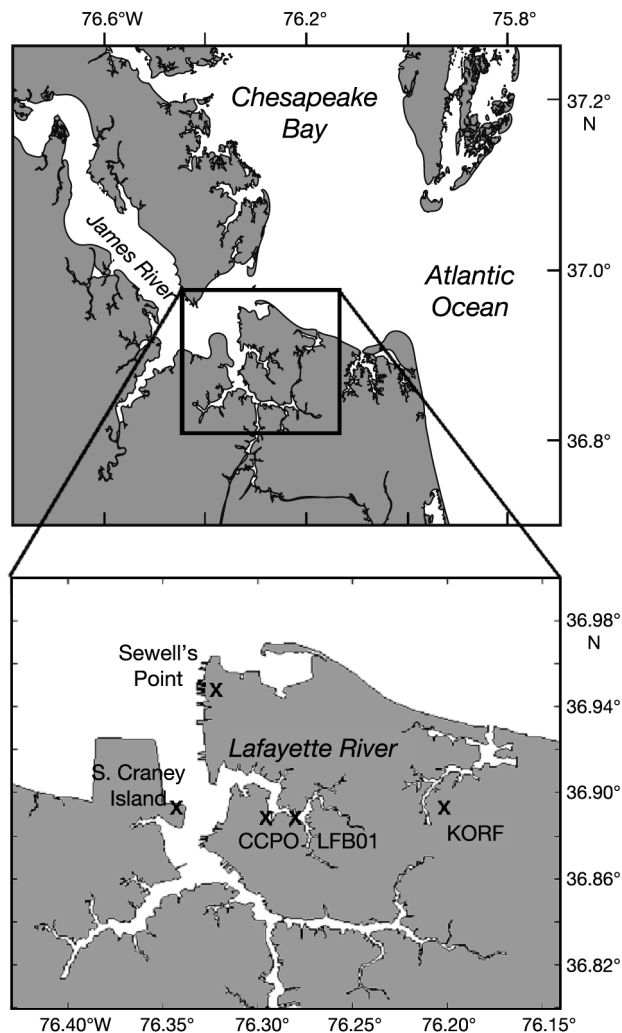 76.6°W 76.2° 75.8°
Chesapeake
Bay
37.2°
N
James River
37.0°
Atlantic
Ocean
36.8°
36.98°
N
Sewell's
Point
X
36.94°
Lafayette River
S. Craney
Island
X
36.90°
X X
X
CCPO LFB01
KORF
36.86°
36.82°
76.40°W 76.35° 76.30° 76.25° 76.20° 76.15°